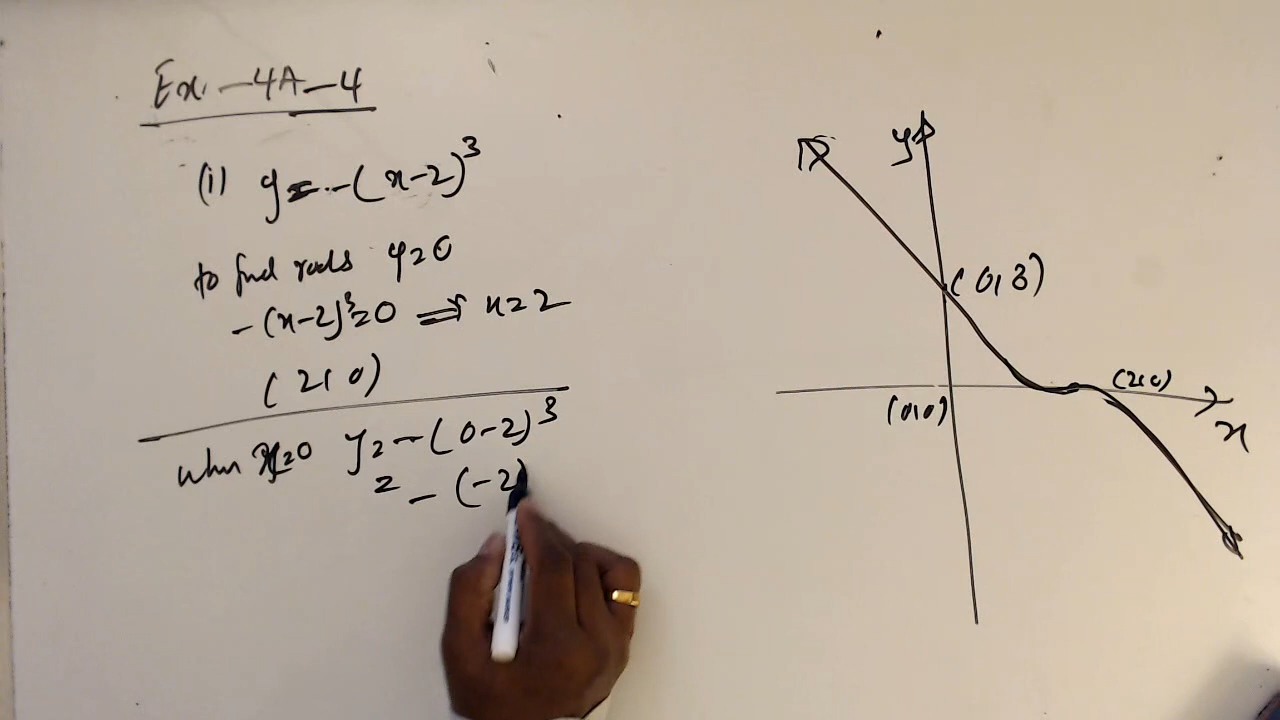 Ex. - 4A - 4
(i) y = -(x-2)³
to find roots y=0
-(x-2)³=0 ⇒ x=2
(2,0)
when x=0 y = -(0-2)³
= -(-2)
y
(0,8)
(2,0)
(0,0)
x